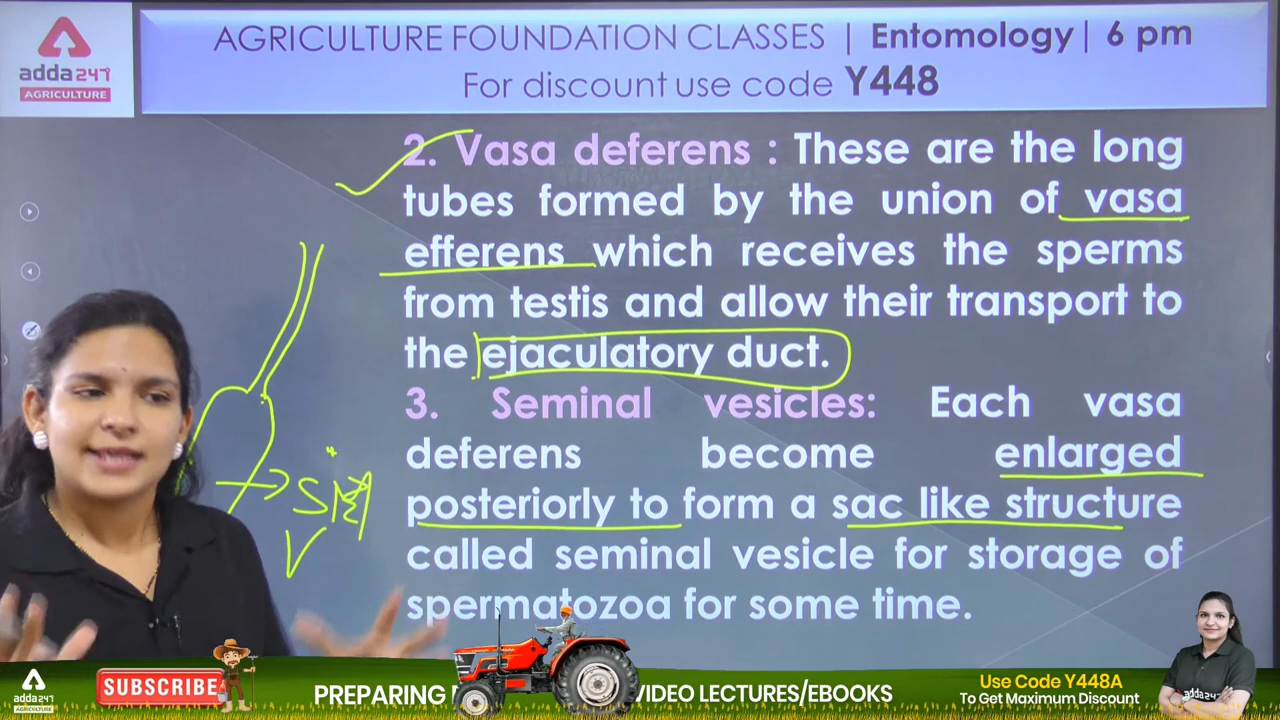 adda247
AGRICULTURE
AGRICULTURE FOUNDATION CLASSES | Entomology| 6 pm
For discount use code Y448
2. Vasa deferens : These are the long
tubes formed by the union of vasa
efferens which receives the sperms
from testis and allow their transport to
the ejaculatory duct.
3. Seminal vesicles: Each vasa
deferens become enlarged
posteriorly to form a sac like structure
called seminal vesicle for storage of
spermatozoa for some time.
V
adda247
AGRICULTURE
SUBSCRIBE
PREPARING
VIDEO LECTURES/EBOOKS
Use Code Y448A
To Get Maximum Discount
adda247